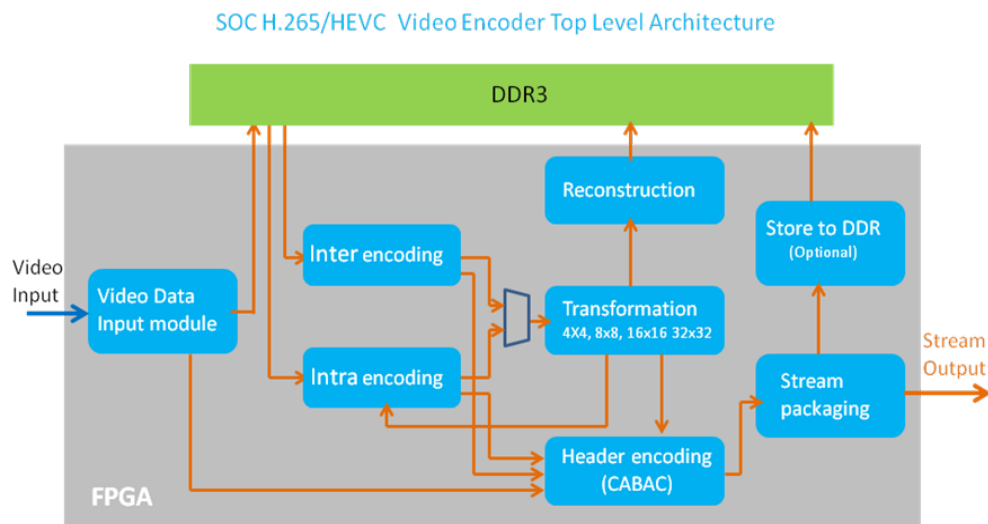 SOC H.265/HEVC Video Encoder Top Level Architecture
DDR3
Reconstruction
Store to DDR
(Optional)
Inter encoding
Video
Input
Video Data
Input module
Transformation
4X4, 8x8, 16x16 32x32
Intra encoding
Stream
Output
Stream
packaging
Header encoding
(CABAC)
FPGA